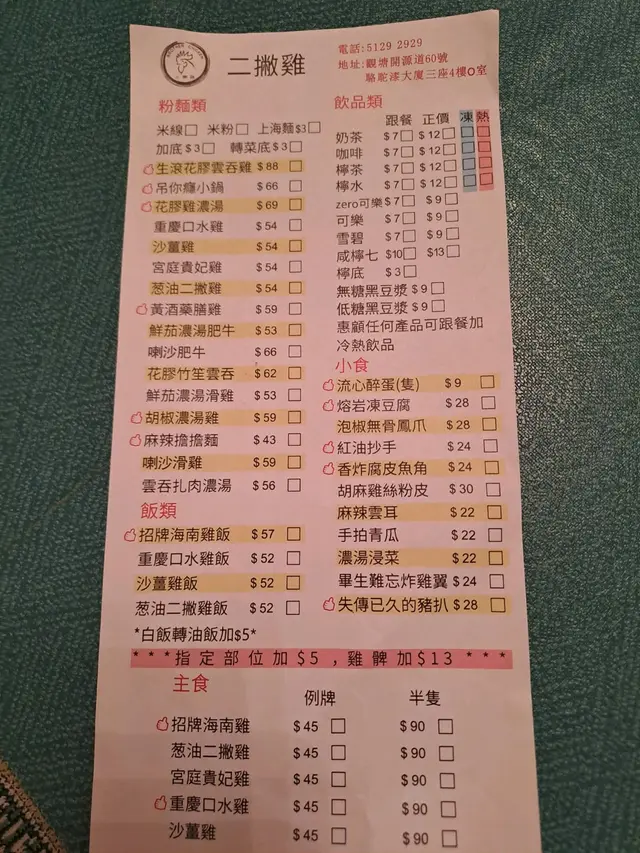 二撇雞
電話:5129 2929
地址:觀塘開源道60號
駱駝漆大廈三座4樓O室
粉麵類
米線□ 米粉□ 上海麵$3□
加底$3□ 轉菜底$3□
生滾花膠雲吞雞 $88 □
吊你癮小鍋 $66 □
花膠雞濃湯 $69 □
重慶口水雞 $54 □
沙薑雞 $54 □
宮庭貴妃雞 $54 □
葱油二撇雞 $54 □
黃酒藥膳雞 $59 □
鮮茄濃湯肥牛 $53 □
喇沙肥牛 $66 □
花膠竹笙雲吞 $62 □
鮮茄濃湯滑雞 $53 □
胡椒濃湯雞 $59 □
麻辣擔擔麵 $43 □
喇沙滑雞 $59 □
雲吞扎肉濃湯 $56 □
飯類
招牌海南雞飯 $57 □
重慶口水雞飯 $52 □
沙薑雞飯 $52 □
葱油二撇雞飯 $52 □
*白飯轉油飯加$5*
飲品類
跟餐 正價 凍 熱
奶茶 $7□ $12□ □ □
咖啡 $7□ $12□ □ □
檸茶 $7□ $12□ □ □
檸水 $7□ $12□ □ □
zero可樂 $7□ $9□
可樂 $7□ $9□
雪碧 $7□ $9□
咸檸七 $10□ $13□
檸底 $3□
無糖黑豆漿 $9□
低糖黑豆漿 $9□
惠顧任何產品可跟餐加
冷熱飲品
小食
流心醉蛋(隻) $9 □
熔岩凍豆腐 $28 □
泡椒無骨鳳爪 $28 □
紅油抄手 $24 □
香炸腐皮魚角 $24 □
胡麻雞絲粉皮 $30 □
麻辣雲耳 $22 □
手拍青瓜 $22 □
濃湯浸菜 $22 □
畢生難忘炸雞翼 $24 □
失傳已久的豬扒 $28 □
***指定部位加$5,雞髀加$13***
主食
例牌 半隻
招牌海南雞 $45 □ $90 □
葱油二撇雞 $45 □ $90 □
宮庭貴妃雞 $45 □ $90 □
重慶口水雞 $45 □ $90 □
沙薑雞 $45 □ $90 □